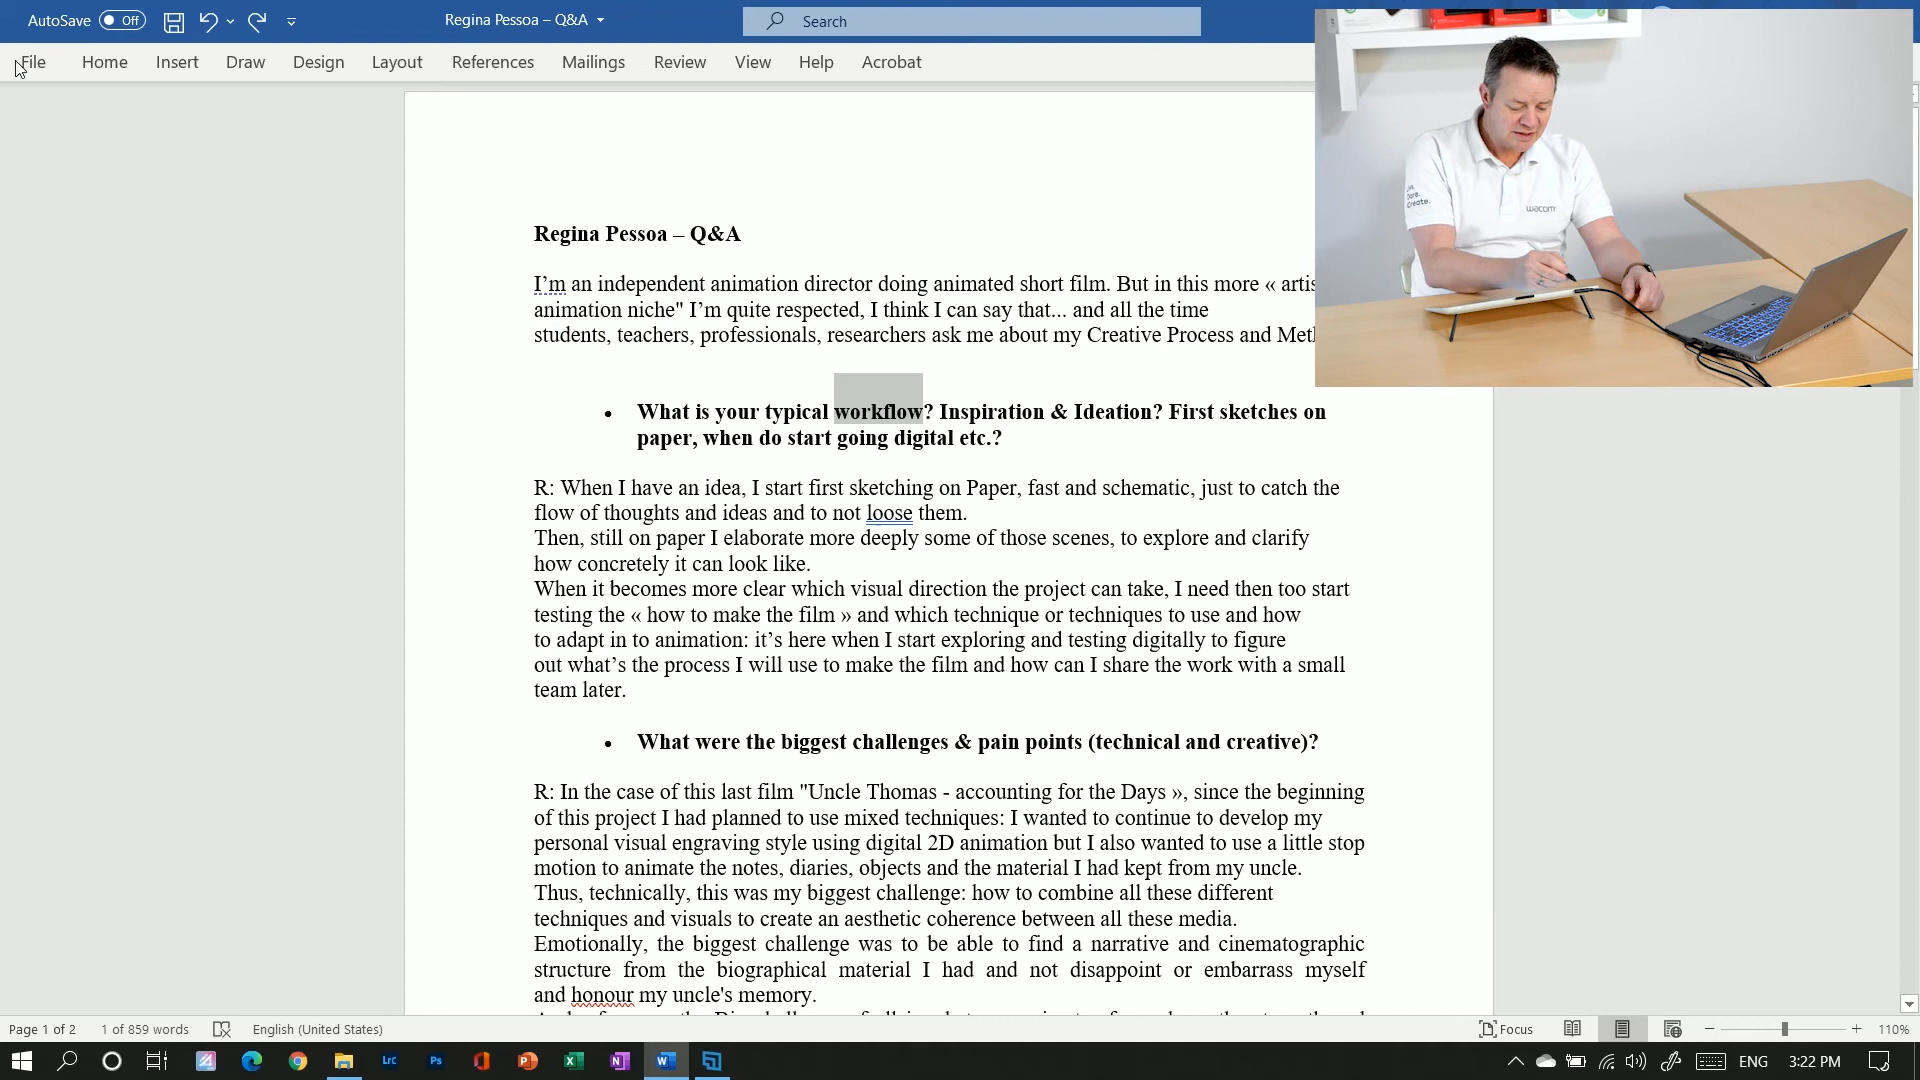 AutoSave Off
Regina Pessoa – Q&A
Search
File Home Insert Draw Design Layout References Mailings Review View Help Acrobat
Create.
wacom
Regina Pessoa – Q&A
I’m an independent animation director doing animated short film. But in this more « artis
animation niche" I’m quite respected, I think I can say that... and all the time
students, teachers, professionals, researchers ask me about my Creative Process and Met
• What is your typical workflow? Inspiration & Ideation? First sketches on
paper, when do start going digital etc.?
R: When I have an idea, I start first sketching on Paper, fast and schematic, just to catch the
flow of thoughts and ideas and to not loose them.
Then, still on paper I elaborate more deeply some of those scenes, to explore and clarify
how concretely it can look like.
When it becomes more clear which visual direction the project can take, I need then too start
testing the « how to make the film » and which technique or techniques to use and how
to adapt in to animation: it’s here when I start exploring and testing digitally to figure
out what’s the process I will use to make the film and how can I share the work with a small
team later.
• What were the biggest challenges & pain points (technical and creative)?
R: In the case of this last film "Uncle Thomas - accounting for the Days », since the beginning
of this project I had planned to use mixed techniques: I wanted to continue to develop my
personal visual engraving style using digital 2D animation but I also wanted to use a little stop
motion to animate the notes, diaries, objects and the material I had kept from my uncle.
Thus, technically, this was my biggest challenge: how to combine all these different
techniques and visuals to create an aesthetic coherence between all these media.
Emotionally, the biggest challenge was to be able to find a narrative and cinematographic
structure from the biographical material I had and not disappoint or embarrass myself
and honour my uncle's memory.
Page 1 of 2 1 of 859 words English (United States) Focus 110%
Lrc Ps ENG 3:22 PM